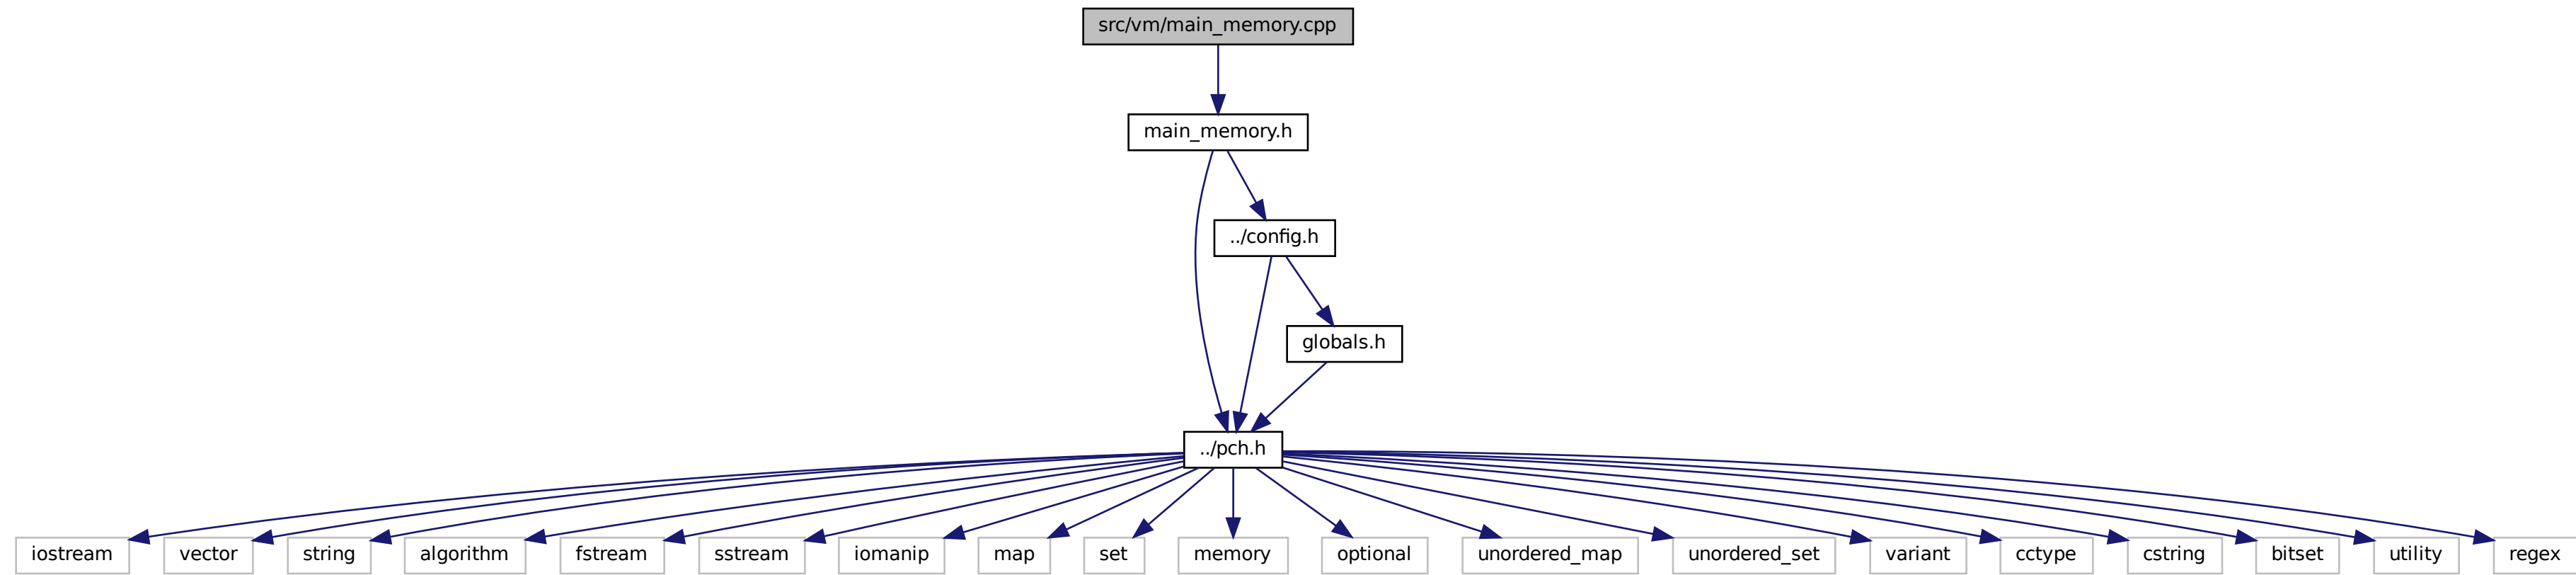 src/vm/main_memory.cpp
main_memory.h
../config.h
globals.h
../pch.h
iostream
vector
string
algorithm
fstream
sstream
iomanip
map
set
memory
optional
unordered_map
unordered_set
variant
cctype
cstring
bitset
utility
regex